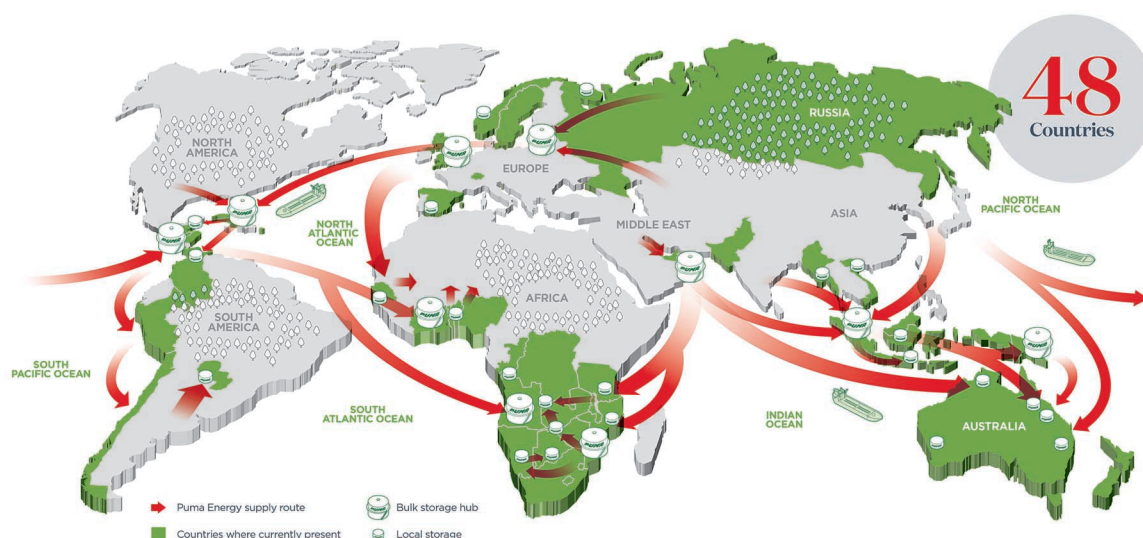 48
Countries
RUSSIA
NORTH
AMERICA
EUROPE
NORTH
ATLANTIC
OCEAN
MIDDLE EAST
ASIA
NORTH
PACIFIC OCEAN
AFRICA
SOUTH
AMERICA
SOUTH
PACIFIC OCEAN
SOUTH
ATLANTIC OCEAN
INDIAN
OCEAN
AUSTRALIA
Puma Energy supply route
Bulk storage hub
Countries where currently present
Local storage